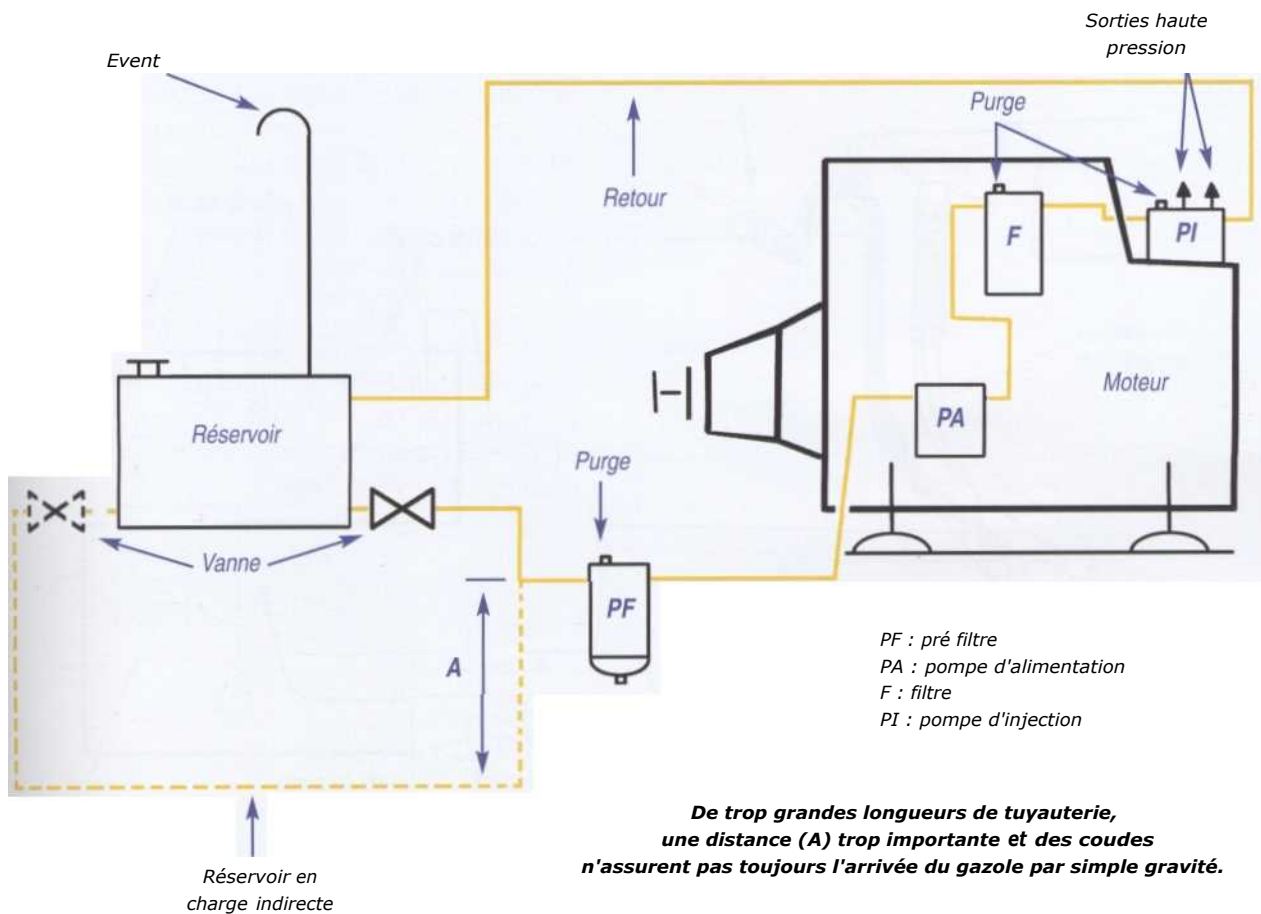 Sorties haute
pression
Event
Purge
Retour
F
PI
Réservoir
PA
Moteur
Purge
Vanne
PF
A
PF : pré filtre
PA : pompe d'alimentation
F : filtre
PI : pompe d'injection
De trop grandes longueurs de tuyauterie,
une distance (A) trop importante et des coudes
n'assurent pas toujours l'arrivée du gazole par simple gravité.
Réservoir en
charge indirecte